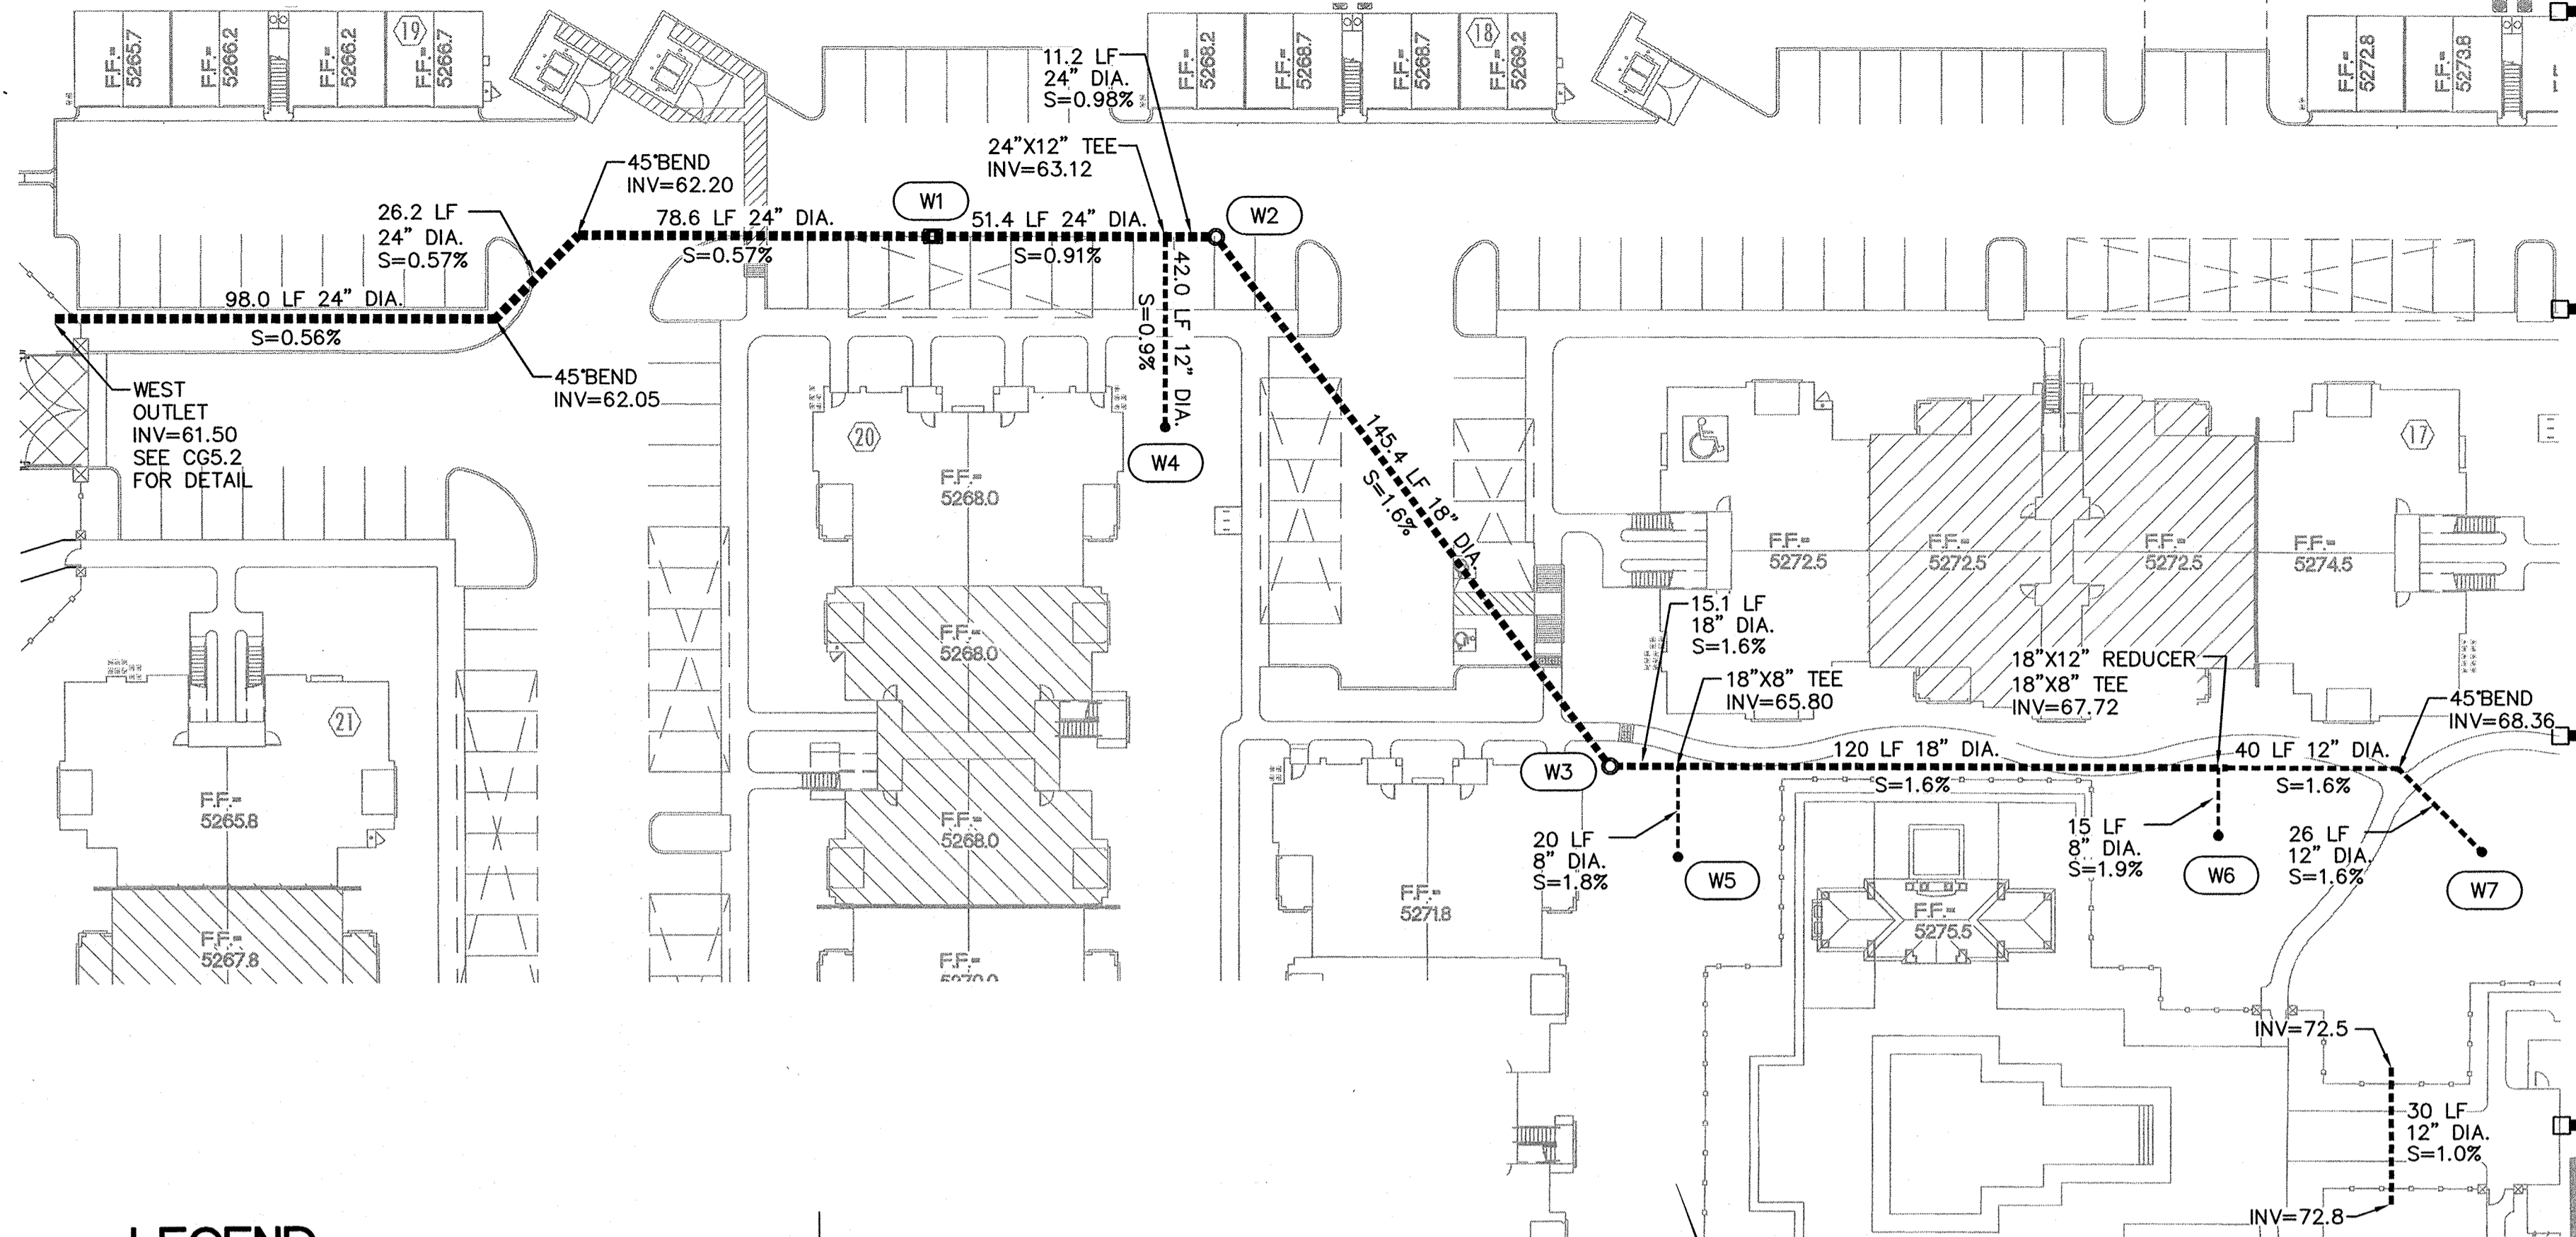 F.F.=
5265.7
F.F.=
5266.2
F.F.=
5266.2
F.F.=
5266.7
19
11.2 LF
24" DIA.
S=0.98%
F.F.=
5268.2
F.F.=
5268.7
F.F.=
5268.7
F.F.=
5269.2
18
F.F.=
5272.8
F.F.=
5273.8
24"X12" TEE
INV=63.12
45°BEND
INV=62.20
W1
W2
26.2 LF
24" DIA.
S=0.57%
78.6 LF 24" DIA.
S=0.57%
51.4 LF 24" DIA.
S=0.91%
98.0 LF 24" DIA.
S=0.56%
42.0 LF 12" DIA.
S=0.9%
45°BEND
INV=62.05
WEST
OUTLET
INV=61.50
SEE CG5.2
FOR DETAIL
W4
145.4 LF 18" DIA.
S=1.6%
20
F.F.=
5268.0
17
F.F.=
5272.5
F.F.=
5272.5
F.F.=
5272.5
F.F.=
5274.5
15.1 LF
18" DIA.
S=1.6%
F.F.=
5268.0
18"X12" REDUCER
18"X8" TEE
INV=67.72
18"X8" TEE
INV=65.80
45°BEND
INV=68.36
21
W3
120 LF 18" DIA.
S=1.6%
40 LF 12" DIA.
S=1.6%
F.F.=
5265.8
F.F.=
5268.0
20 LF
8" DIA.
S=1.8%
W5
15 LF
8" DIA.
S=1.9%
W6
26 LF
12" DIA.
S=1.6%
W7
F.F.=
5271.8
F.F.=
5275.5
F.F.=
5267.8
F.F.=
5270.0
INV=72.5
30 LF
12" DIA.
S=1.0%
INV=72.8
LEGEND